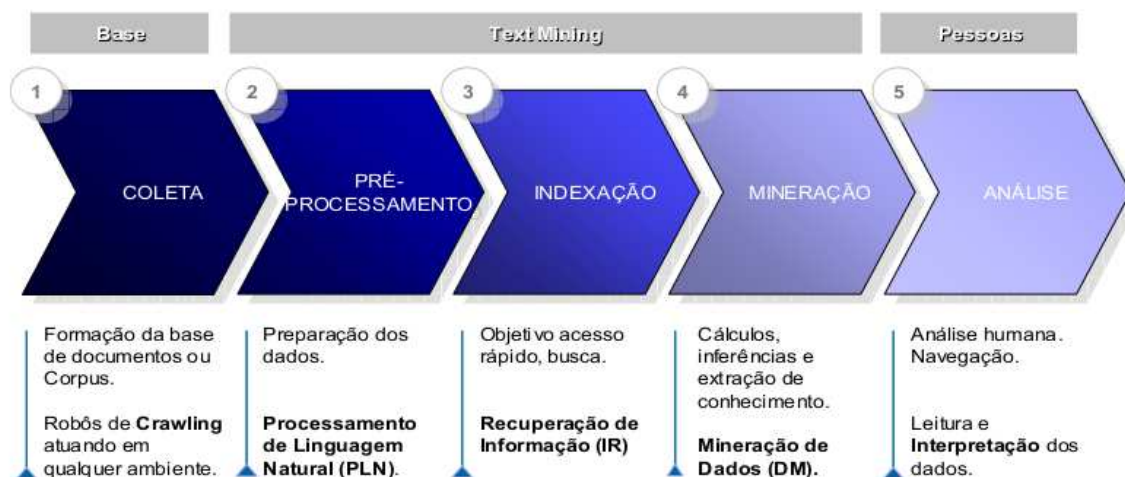 Base
Text Mining
Pessoas
1
2
3
4
5
COLETA
PRÉ-
PROCESSAMENTO
INDEXAÇÃO
MINERAÇÃO
ANÁLISE
Formação da base
de documentos ou
Corpus.
Robôs de Crawling
atuando em
qualquer ambiente.
Preparação dos
dados.
Processamento
de Linguagem
Natural (PLN).
Objetivo acesso
rápido, busca.
Recuperação de
Informação (IR)
Cálculos,
inferências e
extração de
conhecimento.
Mineração de
Dados (DM).
Análise humana.
Navegação.
Leitura e
Interpretação dos
dados.